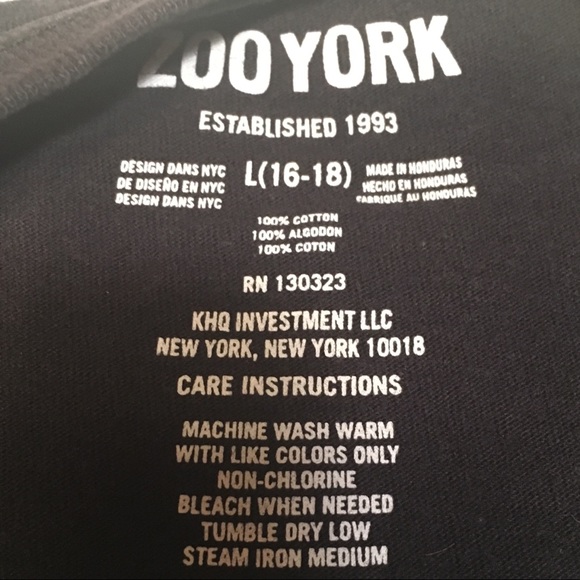 ZOO YORK
ESTABLISHED 1993
DESIGN DANS NYC
DE DISEÑO EN NYC
DESIGN DANS NYC
L(16-18)
MADE IN HONDURAS
HECHO EN HONDURAS
FABRIQUE AU HONDURAS
100% COTTON
100% ALGODON
100% COTON
RN 130323
KHQ INVESTMENT LLC
NEW YORK, NEW YORK 10018
CARE INSTRUCTIONS
MACHINE WASH WARM
WITH LIKE COLORS ONLY
NON-CHLORINE
BLEACH WHEN NEEDED
TUMBLE DRY LOW
STEAM IRON MEDIUM